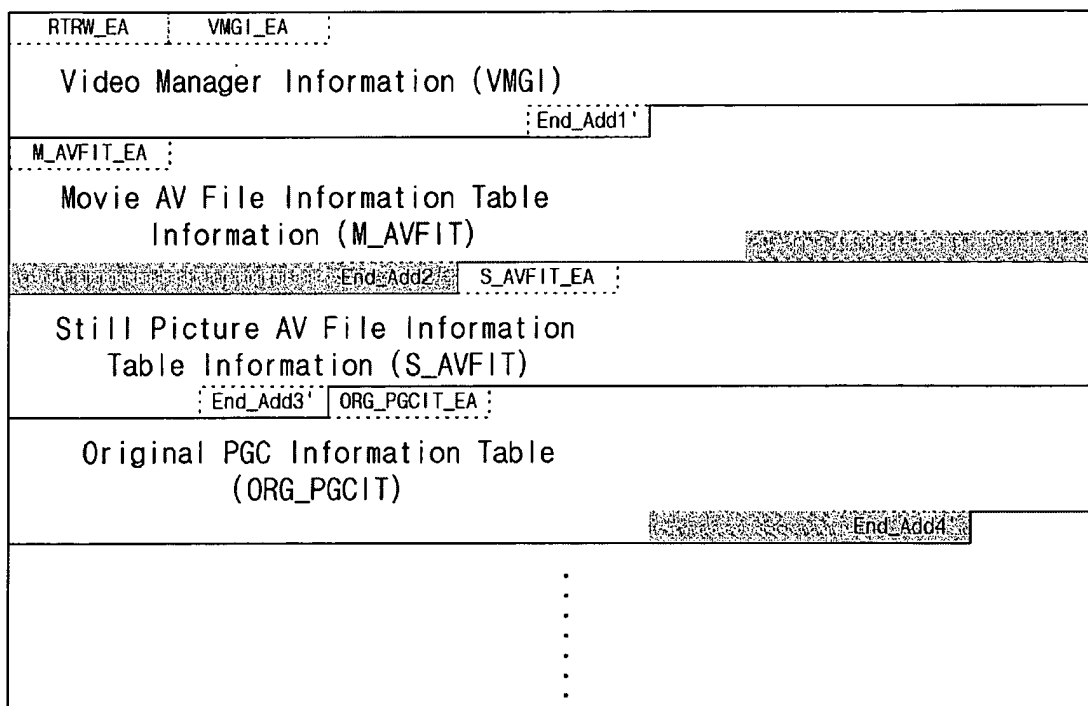 RTRW_EA VMGI_EA
Video Manager Information (VMGI)
End_Add1'
M_AVFIT_EA
Movie AV File Information Table
Information (M_AVFIT)
End_Add2 S_AVFIT_EA
Still Picture AV File Information
Table Information (S_AVFIT)
End_Add3' ORG_PGCIT_EA
Original PGC Information Table
(ORG_PGCIT)
End_Add4'